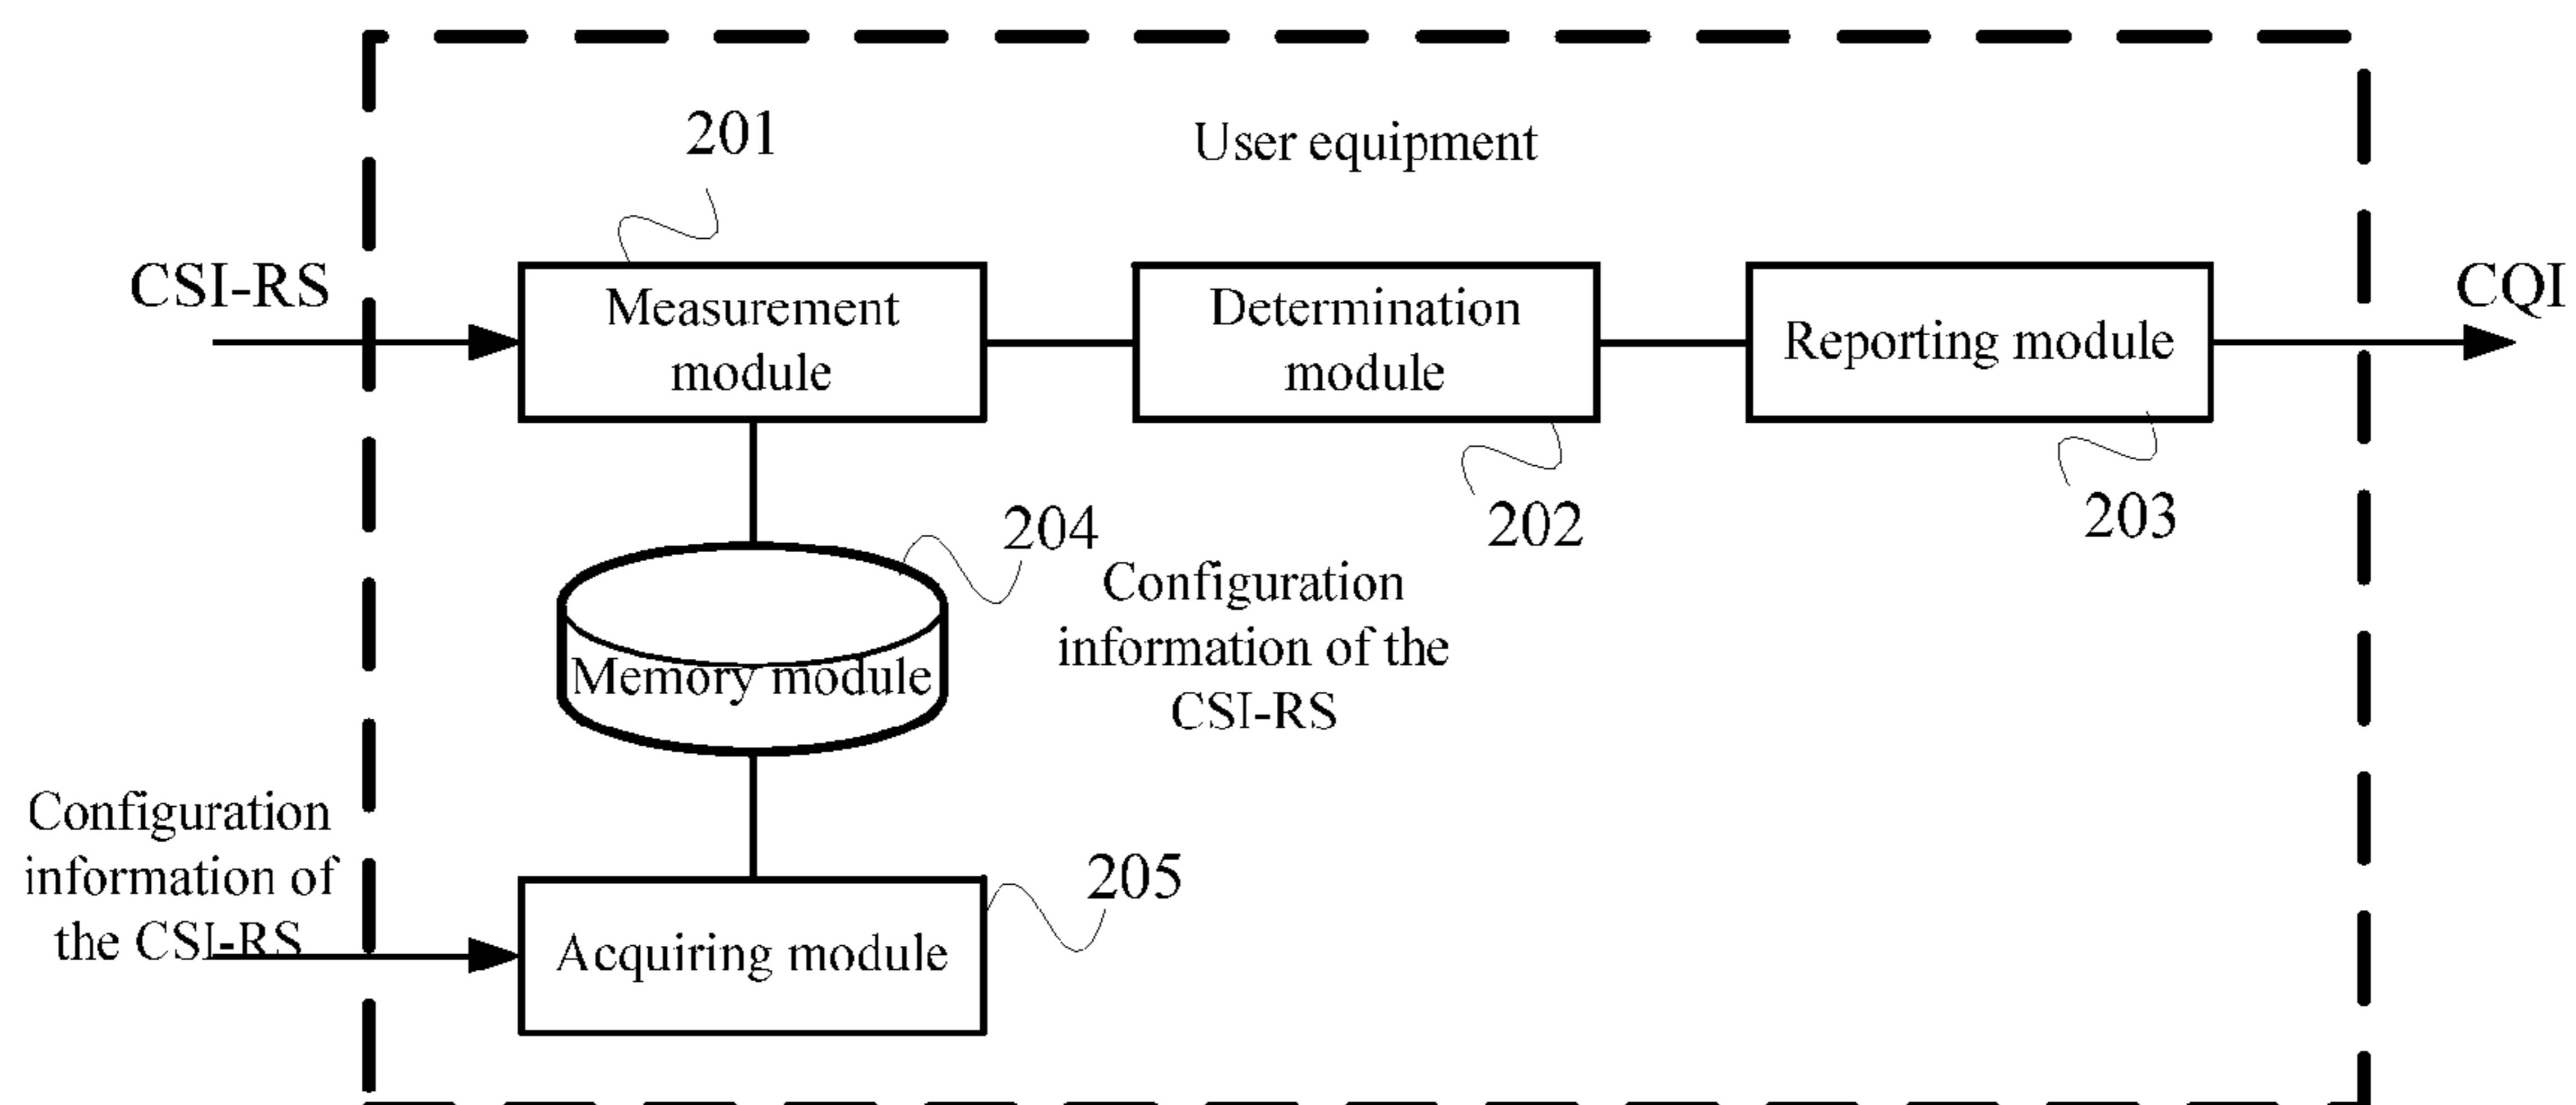 201
User equipment
CSI-RS
Measurement
module
Determination
module
Reporting module
CQI
202
203
204
Configuration
information of the
CSI-RS
Memory module
Configuration
information of
the CSI-RS
205
Acquiring module